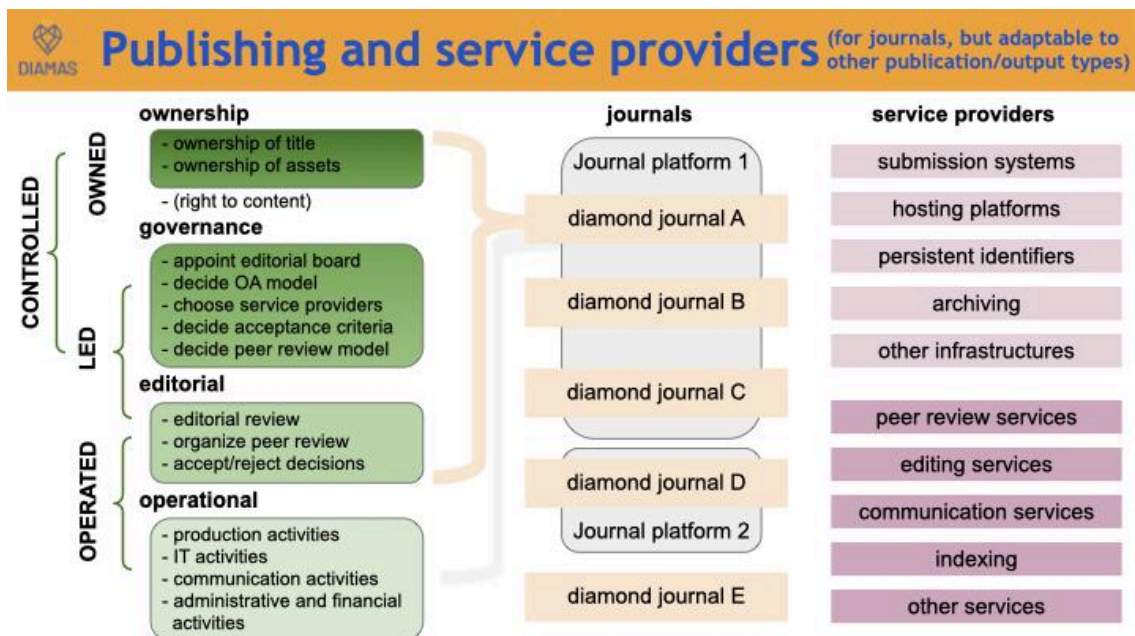 DIAMAS
Publishing and service providers
(for journals, but adaptable to
other publication/output types)
CONTROLLED
OWNED
LED
OPERATED
ownership
- ownership of title
- ownership of assets
- (right to content)
governance
- appoint editorial board
- decide OA model
- choose service providers
- decide acceptance criteria
- decide peer review model
editorial
- editorial review
- organize peer review
- accept/reject decisions
operational
- production activities
- IT activities
- communication activities
- administrative and financial
activities
journals
Journal platform 1
diamond journal A
diamond journal B
diamond journal C
diamond journal D
Journal platform 2
diamond journal E
service providers
submission systems
hosting platforms
persistent identifiers
archiving
other infrastructures
peer review services
editing services
communication services
indexing
other services